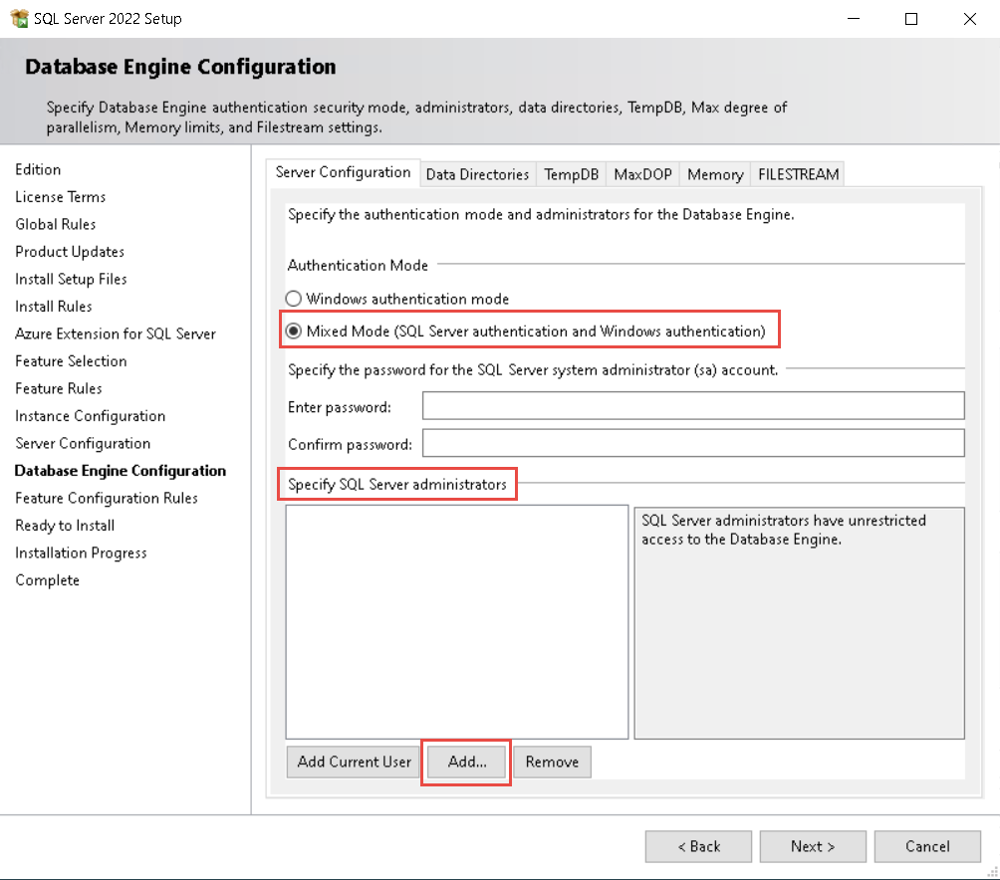 SQL Server 2022 Setup
Database Engine Configuration
Specify Database Engine authentication security mode, administrators, data directories, TempDB, Max degree of
parallelism, Memory limits, and Filestream settings.
Edition
License Terms
Global Rules
Product Updates
Install Setup Files
Install Rules
Azure Extension for SQL Server
Feature Selection
Feature Rules
Instance Configuration
Server Configuration
Database Engine Configuration
Feature Configuration Rules
Ready to Install
Installation Progress
Complete
Server Configuration Data Directories TempDB MaxDOP Memory FILESTREAM
Specify the authentication mode and administrators for the Database Engine.
Authentication Mode
Windows authentication mode
Mixed Mode (SQL Server authentication and Windows authentication)
Specify the password for the SQL Server system administrator (sa) account.
Enter password:
Confirm password:
Specify SQL Server administrators
SQL Server administrators have unrestricted
access to the Database Engine.
Add Current User Add... Remove
< Back Next > Cancel